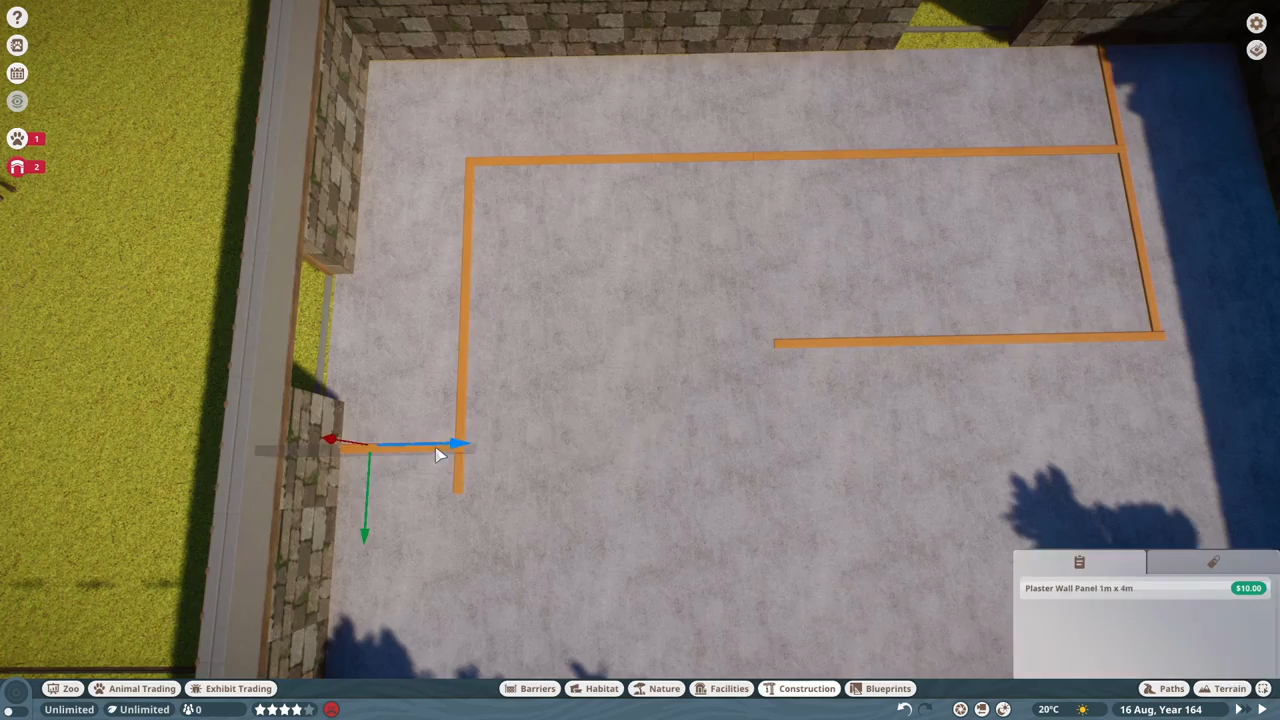 ?
1
2
Plaster Wall Panel 1m x 4m $10.00
Zoo Animal Trading Exhibit Trading Barriers Habitat Nature Facilities Construction Blueprints Paths Terrain
Unlimited Unlimited 0 20°C 16 Aug, Year 164